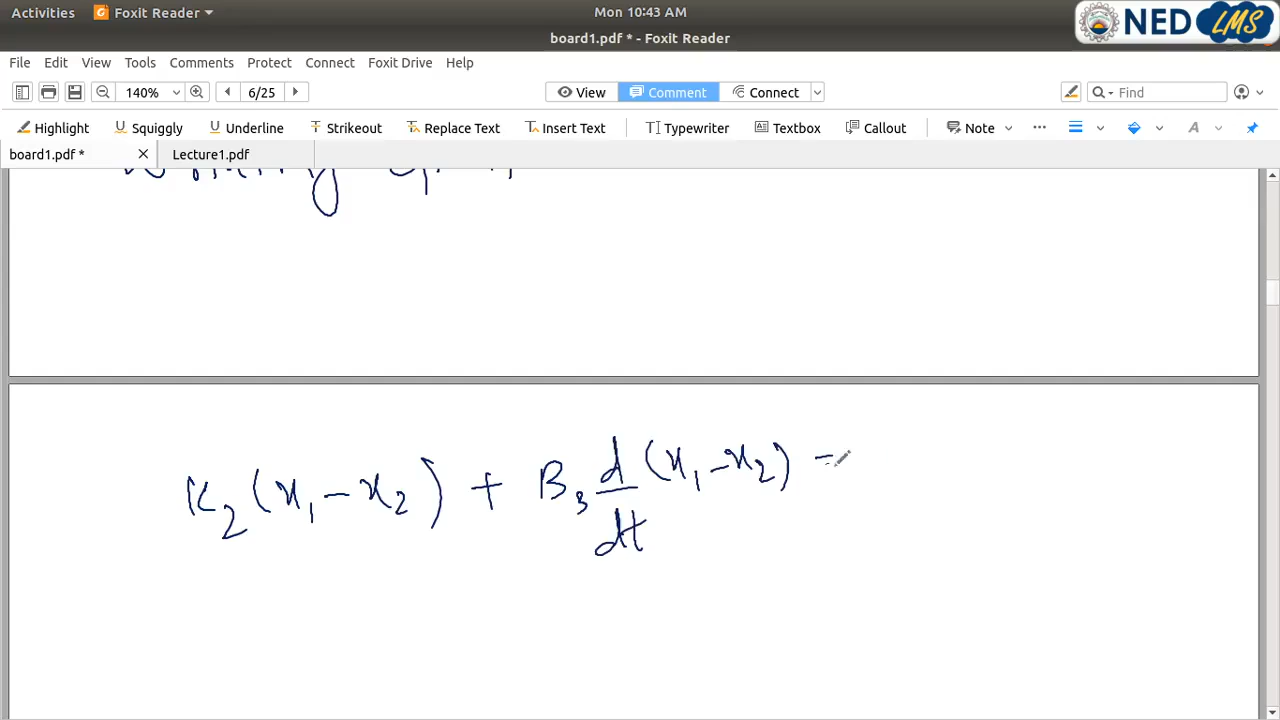 Activities Foxit Reader Mon 10:43 AM
board1.pdf * - Foxit Reader
NED LMS
File Edit View Tools Comments Protect Connect Foxit Drive Help
140% 6/25 View Comment Connect Find
Highlight Squiggly Underline Strikeout Replace Text Insert Text Typewriter Textbox Callout Note
board1.pdf * Lecture1.pdf
K₂(x₁−x₂) + B₃ d/dt (x₁−x₂) =